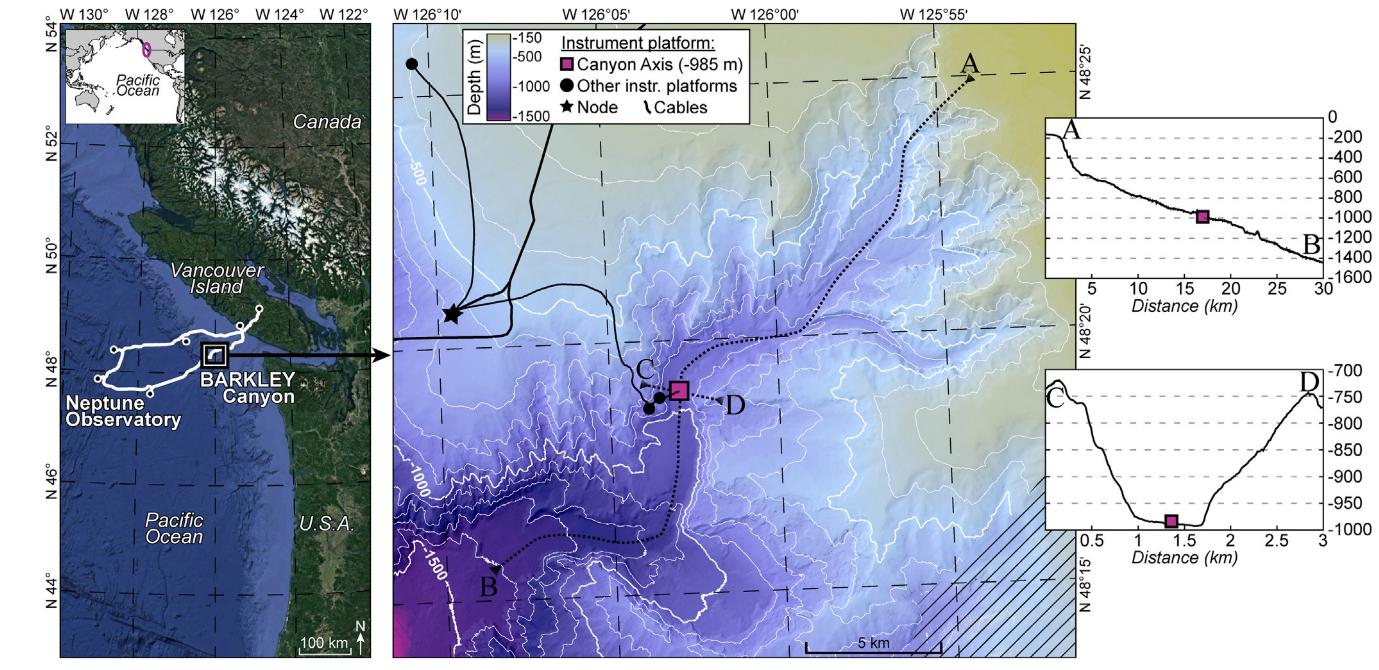 W 130° W 128° W 126° W 124° W 122°
N 54°
N 52°
N 50°
N 48°
N 46°
N 44°
Pacific
Ocean
Canada
Vancouver
Island
BARKLEY
Canyon
Neptune
Observatory
Pacific
Ocean
U.S.A.
100 km
N
W 126°10' W 126°05' W 126°00' W 125°55'
N 48°25'
N 48°20'
N 48°15'
Depth (m)
-150
-500
-1000
-1500
Instrument platform:
Canyon Axis (-985 m)
Other instr. platforms
Node Cables
-500
A
C
D
-1000
-1500
B
5 km
A
B
0
-200
-400
-600
-800
-1000
-1200
-1400
-1600
5 10 15 20 25 30
Distance (km)
C
D
-700
-750
-800
-850
-900
-950
-1000
0.5 1 1.5 2 2.5 3
Distance (km)